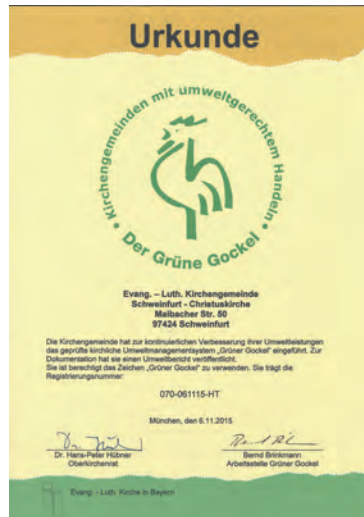 Urkunde
• Kirchengemeinden mit umweltgerechtem Handeln •
Der Grüne Gockel
Evang. – Luth. Kirchengemeinde
Schweinfurt - Christuskirche
Maibacher Str. 50
97424 Schweinfurt
Die Kirchengemeinde hat zur kontinuierlichen Verbesserung ihrer Umweltleistungen
das geprüfte kirchliche Umweltmanagementsystem „Grüner Gockel" eingeführt. Zur
Dokumentation hat sie einen Umweltbericht veröffentlicht.
Sie ist berechtigt das Zeichen „Grüner Gockel" zu verwenden. Sie trägt die
Registrierungsnummer:
070-061115-HT
München, den 6.11.2015
Dr. Hans-Peter Hübner
Oberkirchenrat
Bernd Brinkmann
Arbeitsstelle Grüner Gockel
Evang. - Luth. Kirche in Bayern